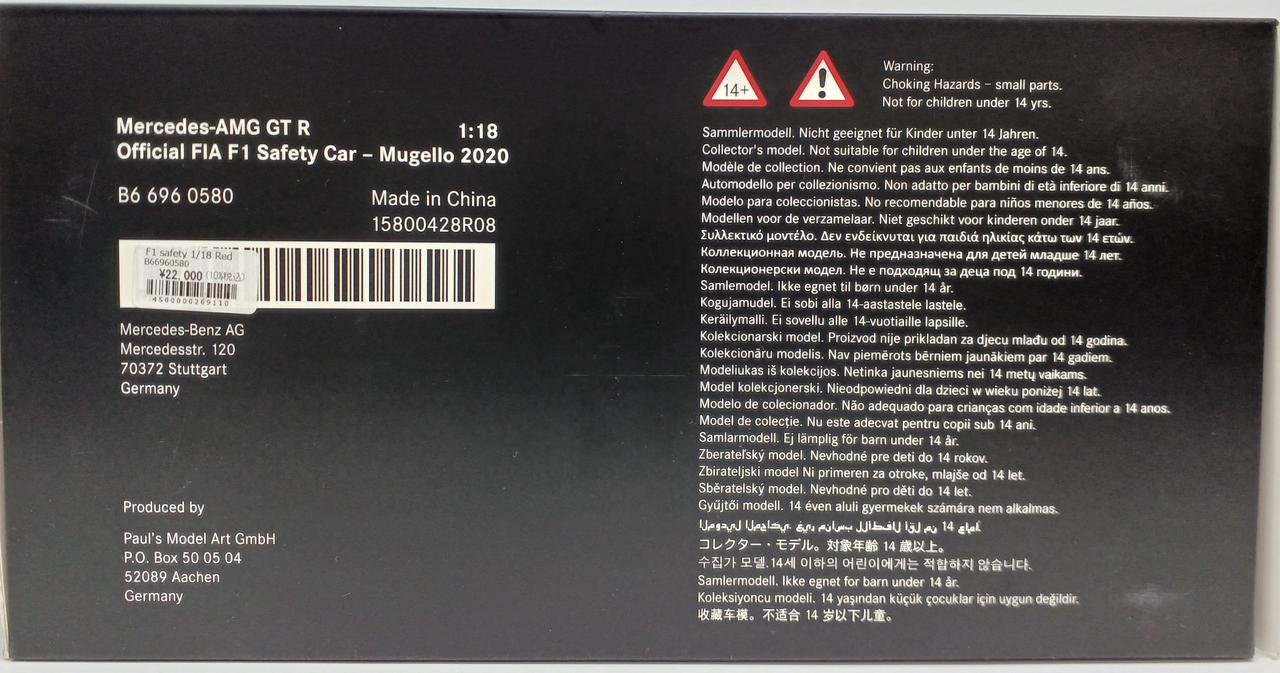 Mercedes-AMG GT R 1:18
Official FIA F1 Safety Car – Mugello 2020
B6 696 0580
Made in China
15800428R08
F1 safety 1/18 Red
B66960580
¥22,000 (10%税込)
4580000269110
Mercedes-Benz AG
Mercedesstr. 120
70372 Stuttgart
Germany
Produced by
Paul's Model Art GmbH
P.O. Box 50 05 04
52089 Aachen
Germany
14+
!
Warning:
Choking Hazards – small parts.
Not for children under 14 yrs.
Sammlermodell. Nicht geeignet für Kinder unter 14 Jahren.
Collector's model. Not suitable for children under the age of 14.
Modèle de collection. Ne convient pas aux enfants de moins de 14 ans.
Automodello per collezionismo. Non adatto per bambini di età inferiore di 14 anni.
Modelo para coleccionistas. No recomendable para niños menores de 14 años.
Modellen voor de verzamelaar. Niet geschikt voor kinderen onder 14 jaar.
Συλλεκτικό μοντέλο. Δεν ενδείκνυται για παιδιά ηλικίας κάτω των 14 ετών.
Коллекционная модель. Не предназначена для детей младше 14 лет.
Колекционерски модел. Не е подходящ за деца под 14 години.
Samlemodel. Ikke egnet til børn under 14 år.
Kogujamudel. Ei sobi alla 14-aastastele lastele.
Keräilymalli. Ei sovellu alle 14-vuotiaille lapsille.
Kolekcionarski model. Proizvod nije prikladan za djecu mlađu od 14 godina.
Kolekcionāru modelis. Nav piemērots bērniem jaunākiem par 14 gadiem.
Modeliukas iš kolekcijos. Netinka jaunesniems nei 14 metų vaikams.
Model kolekcjonerski. Nieodpowiedni dla dzieci w wieku poniżej 14 lat.
Modelo de colecionador. Não adequado para crianças com idade inferior a 14 anos.
Model de colecție. Nu este adecvat pentru copii sub 14 ani.
Samlarmodell. Ej lämplig för barn under 14 år.
Zberateľský model. Nevhodné pre deti do 14 rokov.
Zbirateljski model Ni primeren za otroke, mlajše od 14 let.
Sběratelský model. Nevhodné pro děti do 14 let.
Gyűjtői modell. 14 éven aluli gyermekek számára nem alkalmas.
الموديل المحاكي. غير مناسب للاطفال اقل من 14 عاما.
コレクター・モデル。対象年齢 14 歳以上。
수집가 모델.14세 이하의 어린이에게는 적합하지 않습니다.
Samlermodell. Ikke egnet for barn under 14 år.
Koleksiyoncu modeli. 14 yaşından küçük çocuklar için uygun değildir.
收藏车模。不适合 14 岁以下儿童。